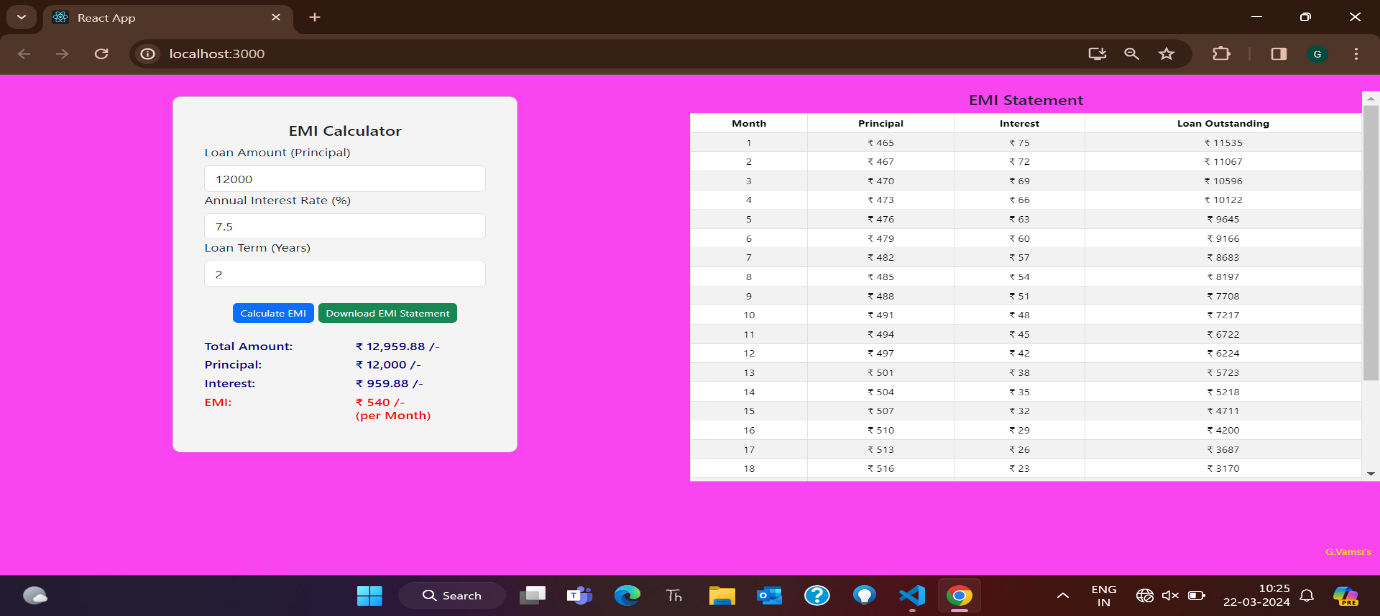 React App
localhost:3000
G
EMI Calculator
Loan Amount (Principal)
12000
Annual Interest Rate (%)
7.5
Loan Term (Years)
2
Calculate EMI Download EMI Statement
Total Amount: ₹ 12,959.88 /-
Principal: ₹ 12,000 /-
Interest: ₹ 959.88 /-
EMI: ₹ 540 /-
(per Month)
EMI Statement
Month Principal Interest Loan Outstanding
1 ₹ 465 ₹ 75 ₹ 11535
2 ₹ 467 ₹ 72 ₹ 11067
3 ₹ 470 ₹ 69 ₹ 10596
4 ₹ 473 ₹ 66 ₹ 10122
5 ₹ 476 ₹ 63 ₹ 9645
6 ₹ 479 ₹ 60 ₹ 9166
7 ₹ 482 ₹ 57 ₹ 8683
8 ₹ 485 ₹ 54 ₹ 8197
9 ₹ 488 ₹ 51 ₹ 7708
10 ₹ 491 ₹ 48 ₹ 7217
11 ₹ 494 ₹ 45 ₹ 6722
12 ₹ 497 ₹ 42 ₹ 6224
13 ₹ 501 ₹ 38 ₹ 5723
14 ₹ 504 ₹ 35 ₹ 5218
15 ₹ 507 ₹ 32 ₹ 4711
16 ₹ 510 ₹ 29 ₹ 4200
17 ₹ 513 ₹ 26 ₹ 3687
18 ₹ 516 ₹ 23 ₹ 3170
G.Vamsi's
Search
Th
ENG
IN
10:25
22-03-2024
PRE